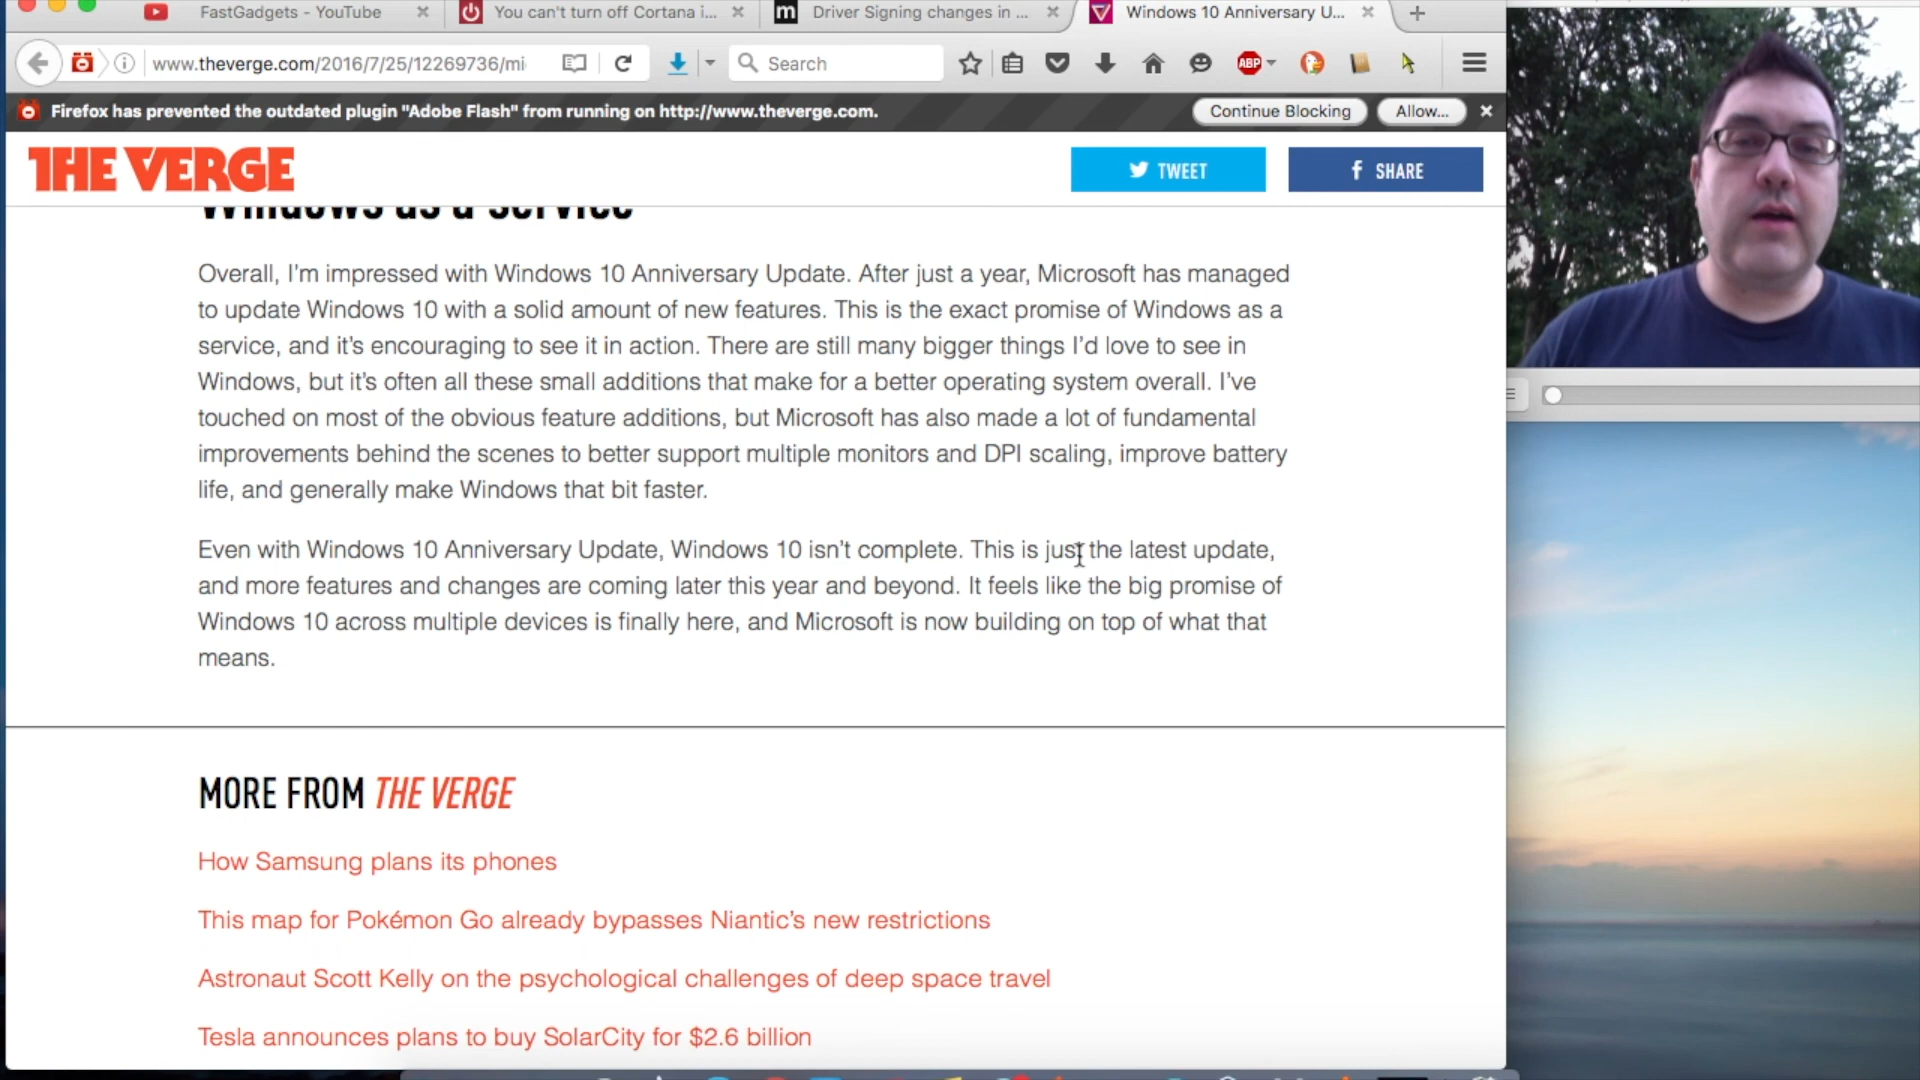 FastGadgets - YouTube
You can't turn off Cortana i...
m Driver Signing changes in ...
Windows 10 Anniversary U...
www.theverge.com/2016/7/25/12269736/mi
Search
ABP
Firefox has prevented the outdated plugin "Adobe Flash" from running on http://www.theverge.com.
Continue Blocking
Allow...
THE VERGE
TWEET
f SHARE
Windows as a service
Overall, I'm impressed with Windows 10 Anniversary Update. After just a year, Microsoft has managed
to update Windows 10 with a solid amount of new features. This is the exact promise of Windows as a
service, and it's encouraging to see it in action. There are still many bigger things I'd love to see in
Windows, but it's often all these small additions that make for a better operating system overall. I've
touched on most of the obvious feature additions, but Microsoft has also made a lot of fundamental
improvements behind the scenes to better support multiple monitors and DPI scaling, improve battery
life, and generally make Windows that bit faster.
Even with Windows 10 Anniversary Update, Windows 10 isn't complete. This is just the latest update,
and more features and changes are coming later this year and beyond. It feels like the big promise of
Windows 10 across multiple devices is finally here, and Microsoft is now building on top of what that
means.
MORE FROM THE VERGE
How Samsung plans its phones
This map for Pokémon Go already bypasses Niantic's new restrictions
Astronaut Scott Kelly on the psychological challenges of deep space travel
Tesla announces plans to buy SolarCity for $2.6 billion